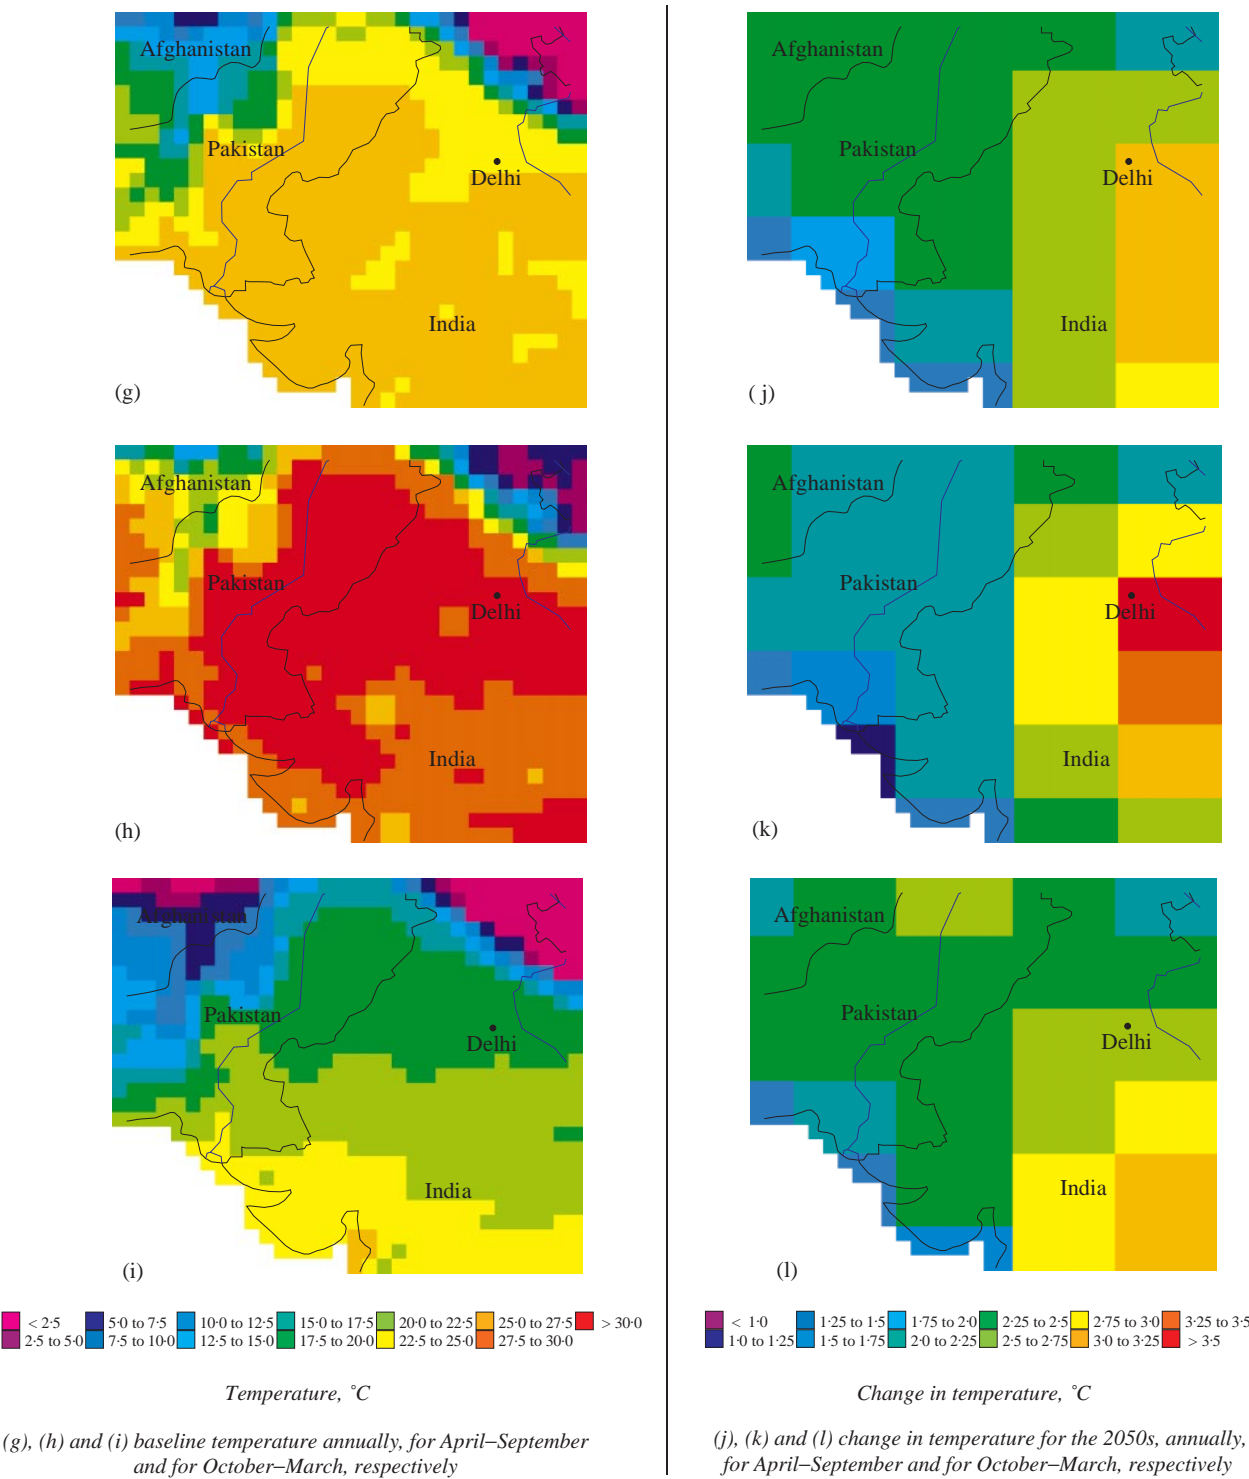 Afghanistan
Pakistan
Delhi
India
(g)
Afghanistan
Pakistan
Delhi
India
( j)
Afghanistan
Pakistan
Delhi
India
(h)
Afghanistan
Pakistan
Delhi
India
(k)
Afghanistan
Pakistan
Delhi
India
(i)
Afghanistan
Pakistan
Delhi
India
(l)
< 2·5 5·0 to 7·5 10·0 to 12·5 15·0 to 17·5 20·0 to 22·5 25·0 to 27·5 > 30·0
2·5 to 5·0 7·5 to 10·0 12·5 to 15·0 17·5 to 20·0 22·5 to 25·0 27·5 to 30·0
Temperature, °C
(g), (h) and (i) baseline temperature annually, for April–September
and for October–March, respectively
< 1·0 1·25 to 1·5 1·75 to 2·0 2·25 to 2·5 2·75 to 3·0 3·25 to 3·5
1·0 to 1·25 1·5 to 1·75 2·0 to 2·25 2·5 to 2·75 3·0 to 3·25 > 3·5
Change in temperature, °C
(j), (k) and (l) change in temperature for the 2050s, annually,
for April–September and for October–March, respectively